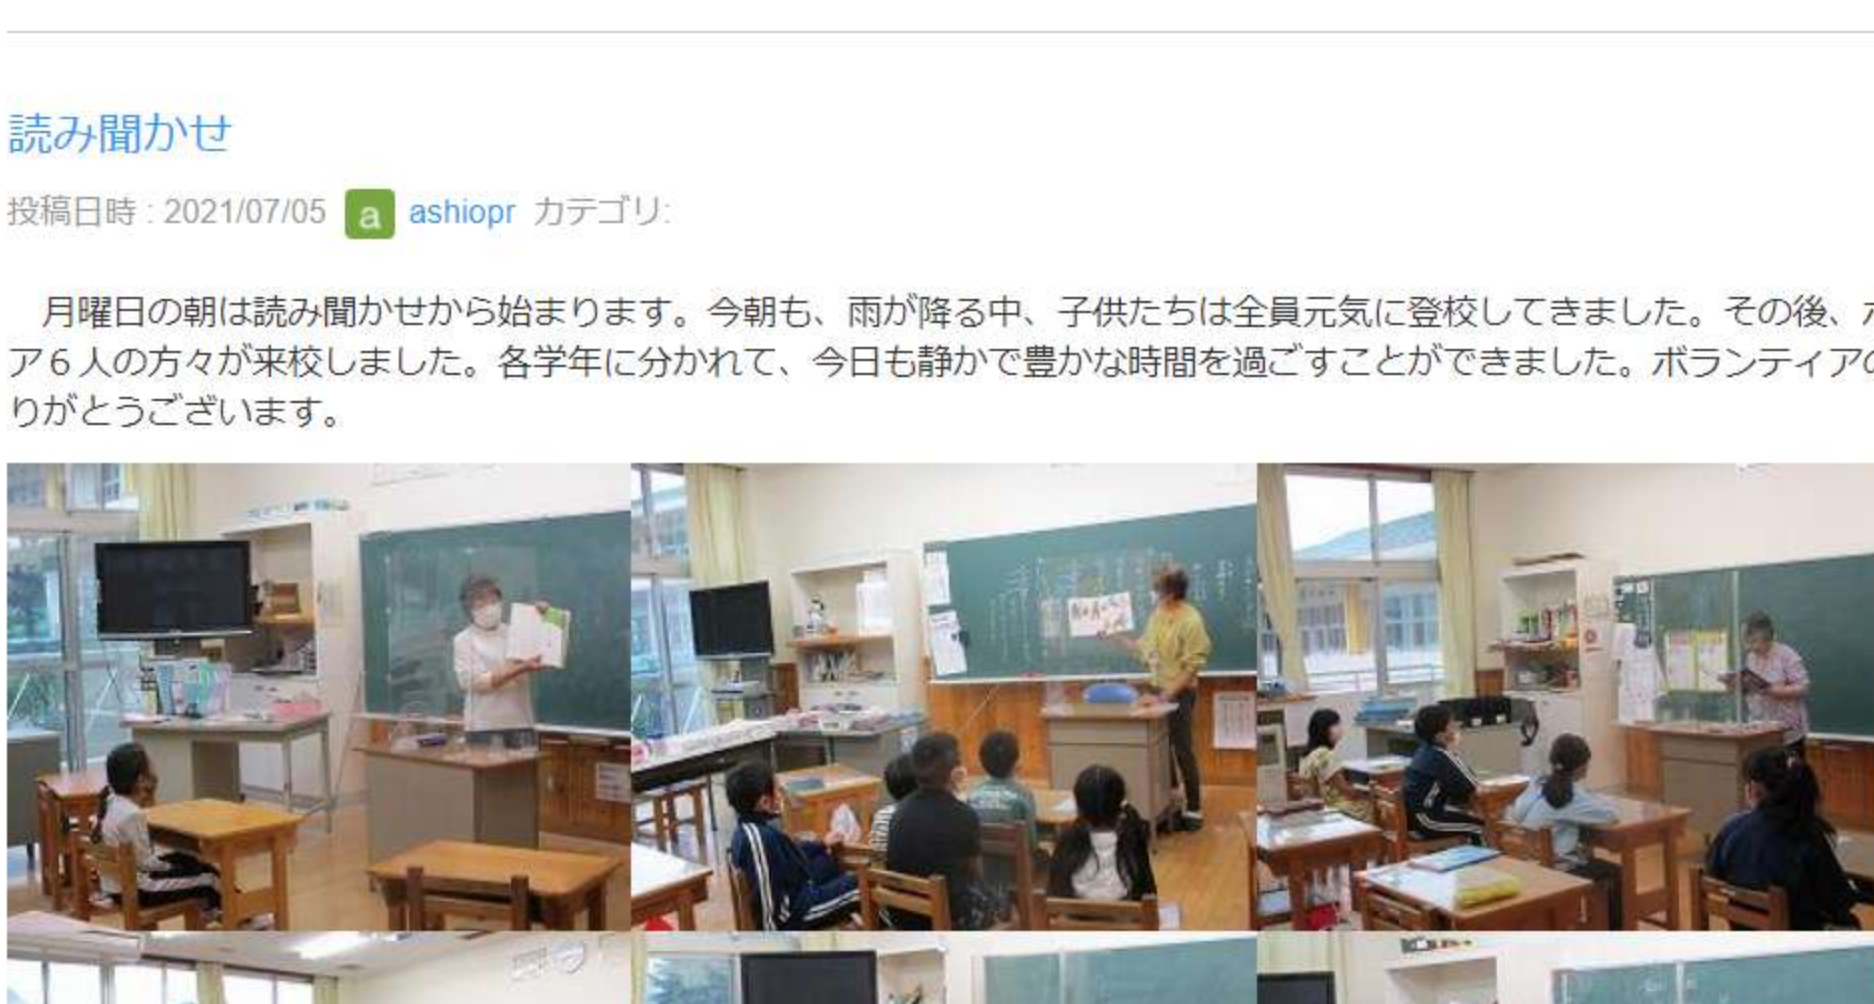 読み聞かせ
投稿日時 : 2021/07/05 a ashiopr カテゴリ:
月曜日の朝は読み聞かせから始まります。今朝も、雨が降る中、子供たちは全員元気に登校してきました。その後、
ア６人の方々が来校しました。各学年に分かれて、今日も静かで豊かな時間を過ごすことができました。ボランティアの
りがとうございます。